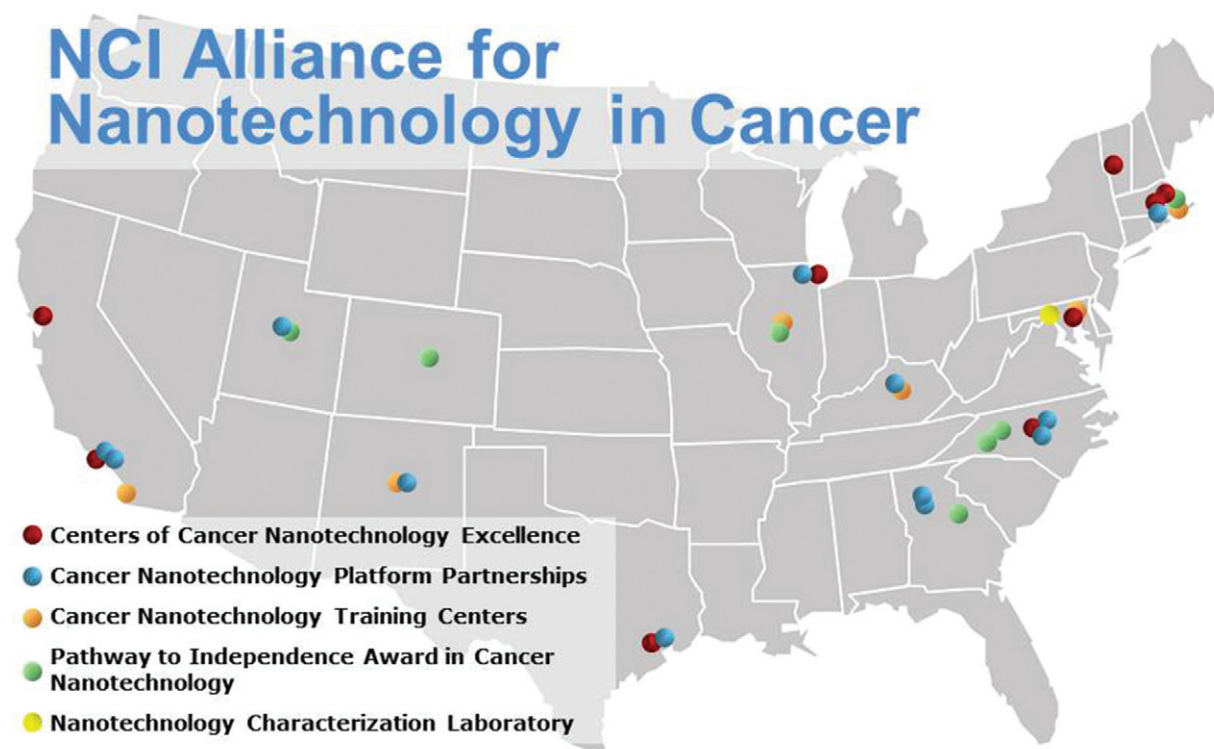 NCI Alliance for
Nanotechnology in Cancer
Centers of Cancer Nanotechnology Excellence
Cancer Nanotechnology Platform Partnerships
Cancer Nanotechnology Training Centers
Pathway to Independence Award in Cancer
Nanotechnology
Nanotechnology Characterization Laboratory